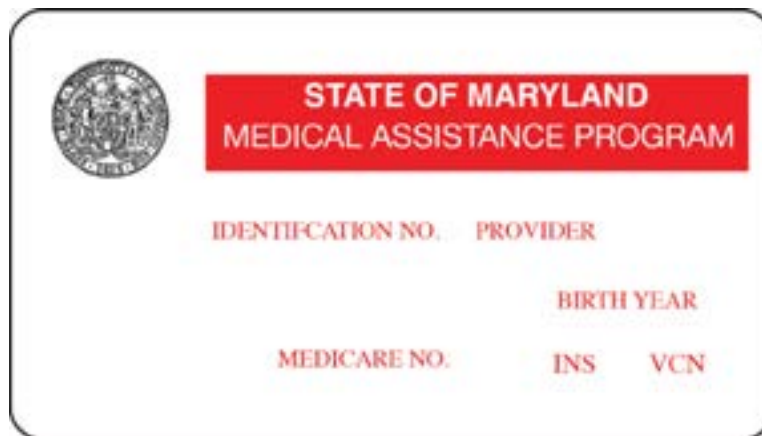 STATE OF MARYLAND
MEDICAL ASSISTANCE PROGRAM
IDENTIFCATION NO. PROVIDER
BIRTH YEAR
MEDICARE NO. INS VCN